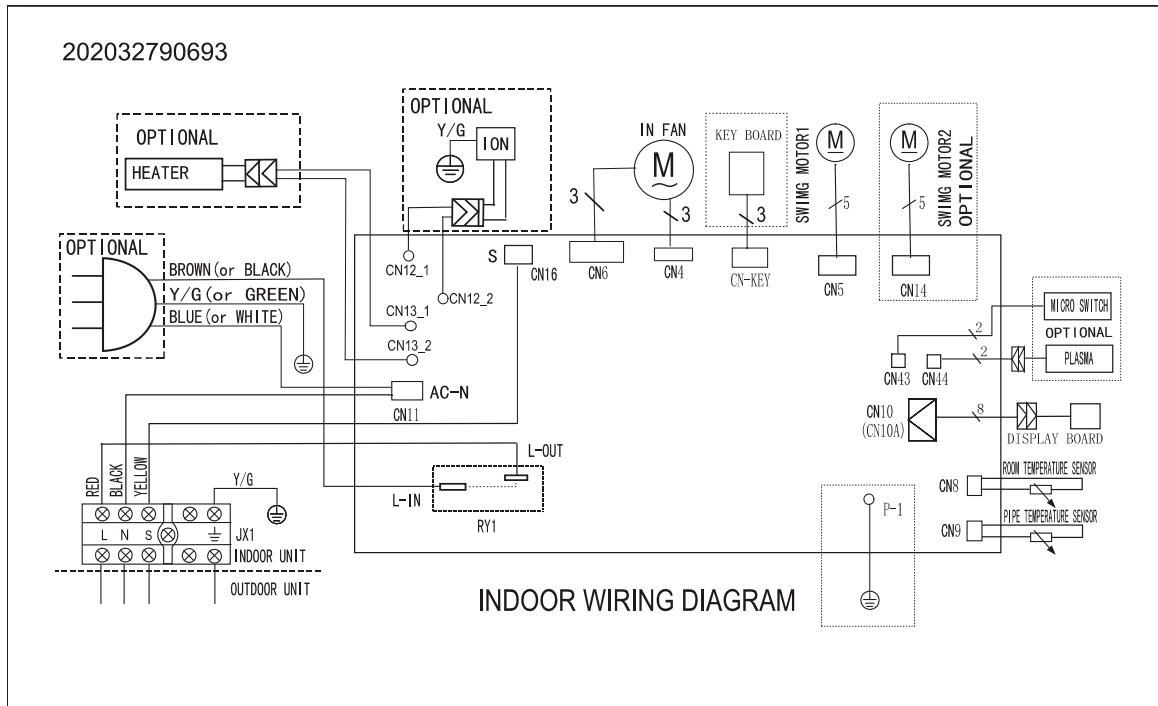 202032790693
OPTIONAL
HEATER
OPTIONAL
Y/G
ION
IN FAN
M
3
3
KEY BOARD
3
SWIMG MOTOR1
M
5
SWIMG MOTOR2
OPTIONAL
M
5
OPTIONAL
BROWN(or BLACK)
Y/G(or GREEN)
BLUE(or WHITE)
CN12_1
CN12_2
CN13_1
CN13_2
S
CN16
CN6
CN4
CN-KEY
CN5
CN14
MICRO SWITCH
OPTIONAL
PLASMA
2
2
CN43
CN44
AC-N
CN11
CN10
(CN10A)
8
DISPLAY BOARD
RED
BLACK
YELLOW
Y/G
L-OUT
L-IN
RY1
CN8
ROOM TEMPERATURE SENSOR
CN9
PIPE TEMPERATURE SENSOR
P-1
L N S
JX1
INDOOR UNIT
OUTDOOR UNIT
INDOOR WIRING DIAGRAM